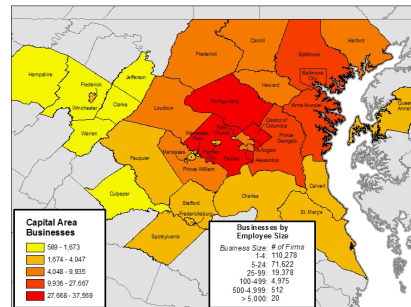 Carroll
Harford
Frederick
Baltimore
Hampshire
Jefferson
Baltimore City
Frederick
Winchester
Clarke
Howard
Loudoun
Montgomery
Anne Arundel
Queen Anne's
Warren
District of Columbia
Prince George's
Manassas Park
Falls Church
Arlington
Fauquier
Manassas
Fairfax
Alexandria
Prince William
Culpeper
Calvert
Stafford
Charles
Fredericksburg
St. Mary's
Spotsylvania
Capital Area
Businesses
589 - 1,673
1,674 - 4,047
4,048 - 9,935
9,936 - 27,667
27,668 - 37,569
Businesses by
Employee Size
Business Size: # of Firms
1-4: 110,278
5-24: 71,622
25-99: 19,378
100-499: 4,975
500-4,999: 512
> 5,000: 20